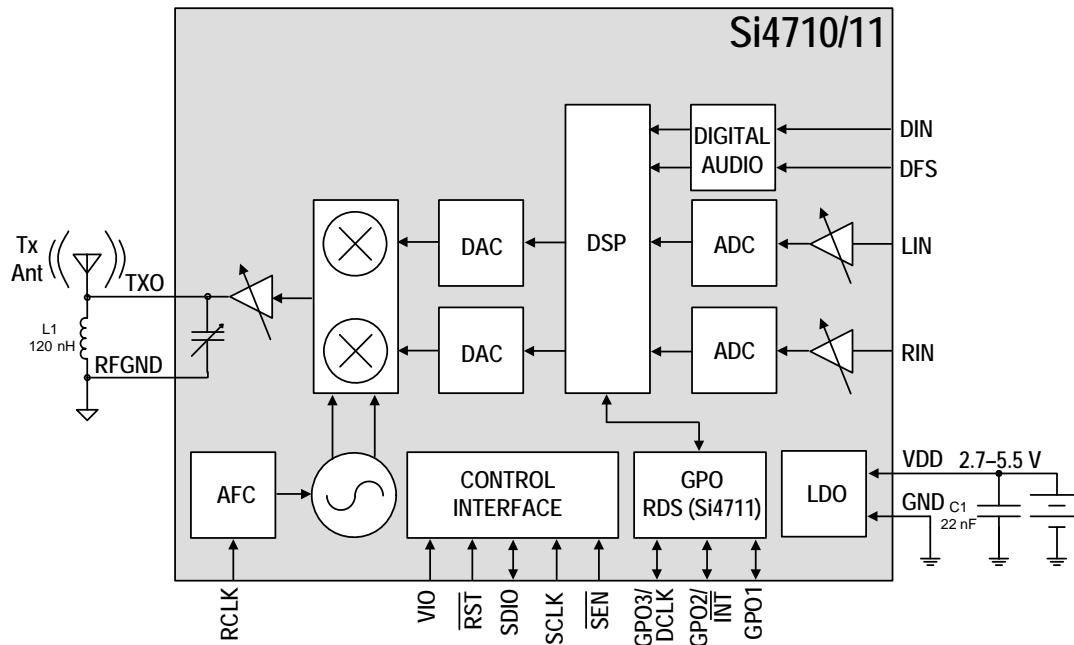 Si4710/11
DIN
DIGITAL
AUDIO
DFS
DSP
DAC
ADC
LIN
Tx
Ant
TXO
L1
120 nH
RFGND
DAC
ADC
RIN
AFC
CONTROL
INTERFACE
GPO
RDS (Si4711)
LDO
VDD
2.7–5.5 V
GND
C1
22 nF
RCLK
VIO
RST
SDIO
SCLK
SEN
GPO3/
DCLK
GPO2/
INT
GPO1